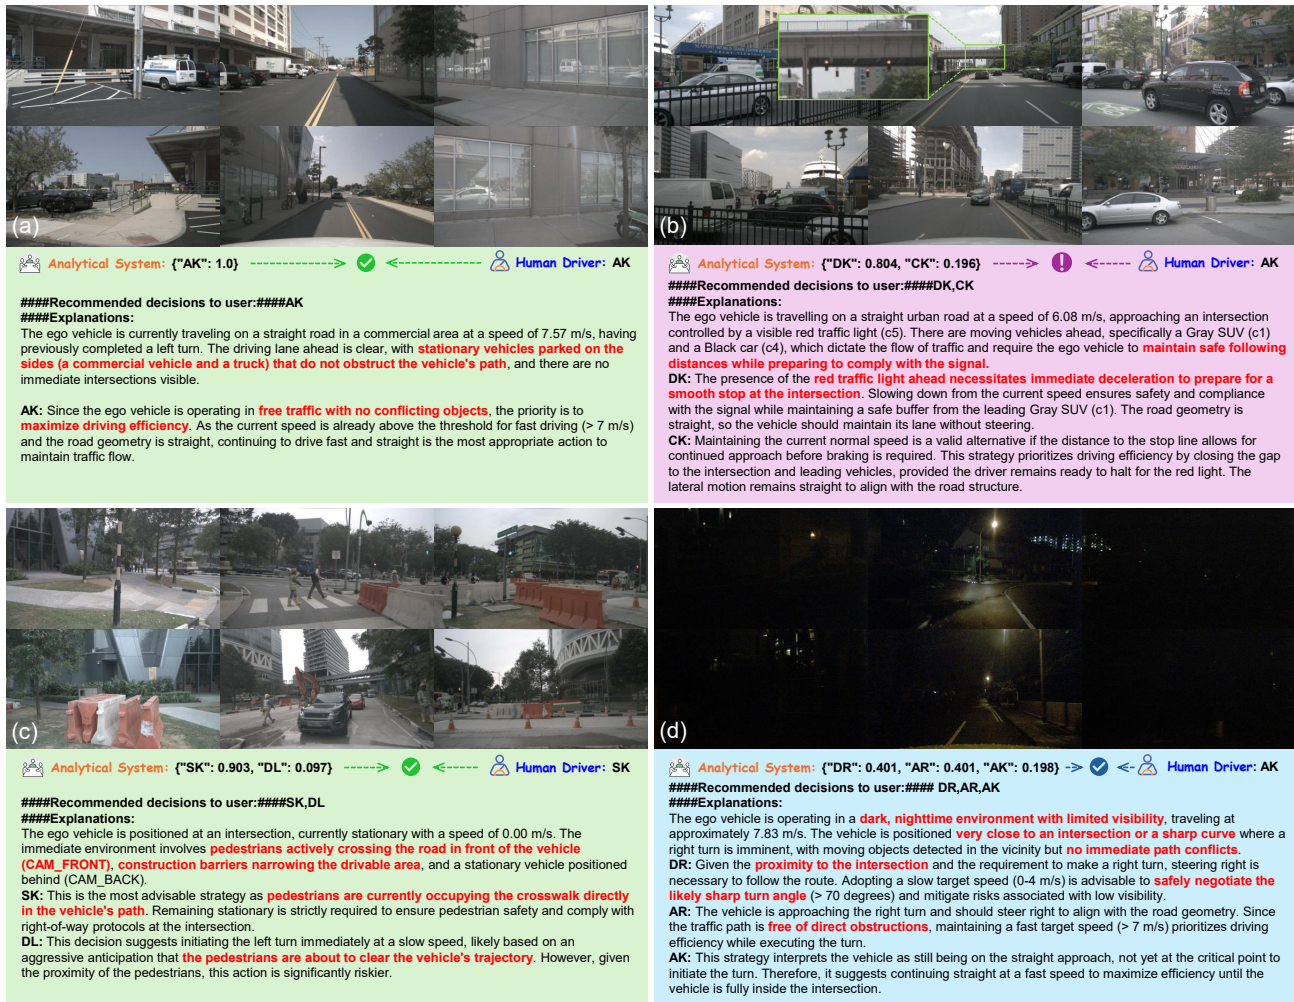 (a)
Analytical System: {"AK": 1.0}
Human Driver: AK
####Recommended decisions to user:####AK
####Explanations:
The ego vehicle is currently traveling on a straight road in a commercial area at a speed of 7.57 m/s, having
previously completed a left turn. The driving lane ahead is clear, with stationary vehicles parked on the
sides (a commercial vehicle and a truck) that do not obstruct the vehicle's path, and there are no
immediate intersections visible.
AK: Since the ego vehicle is operating in free traffic with no conflicting objects, the priority is to
maximize driving efficiency. As the current speed is already above the threshold for fast driving (> 7 m/s)
and the road geometry is straight, continuing to drive fast and straight is the most appropriate action to
maintain traffic flow.
(b)
Analytical System: {"DK": 0.804, "CK": 0.196}
Human Driver: AK
####Recommended decisions to user:####DK,CK
####Explanations:
The ego vehicle is travelling on a straight urban road at a speed of 6.08 m/s, approaching an intersection
controlled by a visible red traffic light (c5). There are moving vehicles ahead, specifically a Gray SUV (c1)
and a Black car (c4), which dictate the flow of traffic and require the ego vehicle to maintain safe following
distances while preparing to comply with the signal.
DK: The presence of the red traffic light ahead necessitates immediate deceleration to prepare for a
smooth stop at the intersection. Slowing down from the current speed ensures safety and compliance
with the signal while maintaining a safe buffer from the leading Gray SUV (c1). The road geometry is
straight, so the vehicle should maintain its lane without steering.
CK: Maintaining the current normal speed is a valid alternative if the distance to the stop line allows for
continued approach before braking is required. This strategy prioritizes driving efficiency by closing the gap
to the intersection and leading vehicles, provided the driver remains ready to halt for the red light. The
lateral motion remains straight to align with the road structure.
(c)
Analytical System: {"SK": 0.903, "DL": 0.097}
Human Driver: SK
####Recommended decisions to user:####SK,DL
####Explanations:
The ego vehicle is positioned at an intersection, currently stationary with a speed of 0.00 m/s. The
immediate environment involves pedestrians actively crossing the road in front of the vehicle
(CAM_FRONT), construction barriers narrowing the drivable area, and a stationary vehicle positioned
behind (CAM_BACK).
SK: This is the most advisable strategy as pedestrians are currently occupying the crosswalk directly
in the vehicle's path. Remaining stationary is strictly required to ensure pedestrian safety and comply with
right-of-way protocols at the intersection.
DL: This decision suggests initiating the left turn immediately at a slow speed, likely based on an
aggressive anticipation that the pedestrians are about to clear the vehicle's trajectory. However, given
the proximity of the pedestrians, this action is significantly riskier.
(d)
Analytical System: {"DR": 0.401, "AR": 0.401, "AK": 0.198}
Human Driver: AK
####Recommended decisions to user:#### DR,AR,AK
####Explanations:
The ego vehicle is operating in a dark, nighttime environment with limited visibility, traveling at
approximately 7.83 m/s. The vehicle is positioned very close to an intersection or a sharp curve where a
right turn is imminent, with moving objects detected in the vicinity but no immediate path conflicts.
DR: Given the proximity to the intersection and the requirement to make a right turn, steering right is
necessary to follow the route. Adopting a slow target speed (0-4 m/s) is advisable to safely negotiate the
likely sharp turn angle (> 70 degrees) and mitigate risks associated with low visibility.
AR: The vehicle is approaching the right turn and should steer right to align with the road geometry. Since
the traffic path is free of direct obstructions, maintaining a fast target speed (> 7 m/s) prioritizes driving
efficiency while executing the turn.
AK: This strategy interprets the vehicle as still being on the straight approach, not yet at the critical point to
initiate the turn. Therefore, it suggests continuing straight at a fast speed to maximize efficiency until the
vehicle is fully inside the intersection.